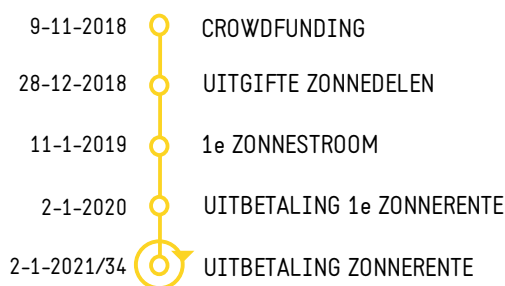 9-11-2018 CROWDFUNDING
28-12-2018 UITGIFTE ZONNEDELEN
11-1-2019 1e ZONNESTROOM
2-1-2020 UITBETALING 1e ZONNERENTE
2-1-2021/34 UITBETALING ZONNERENTE